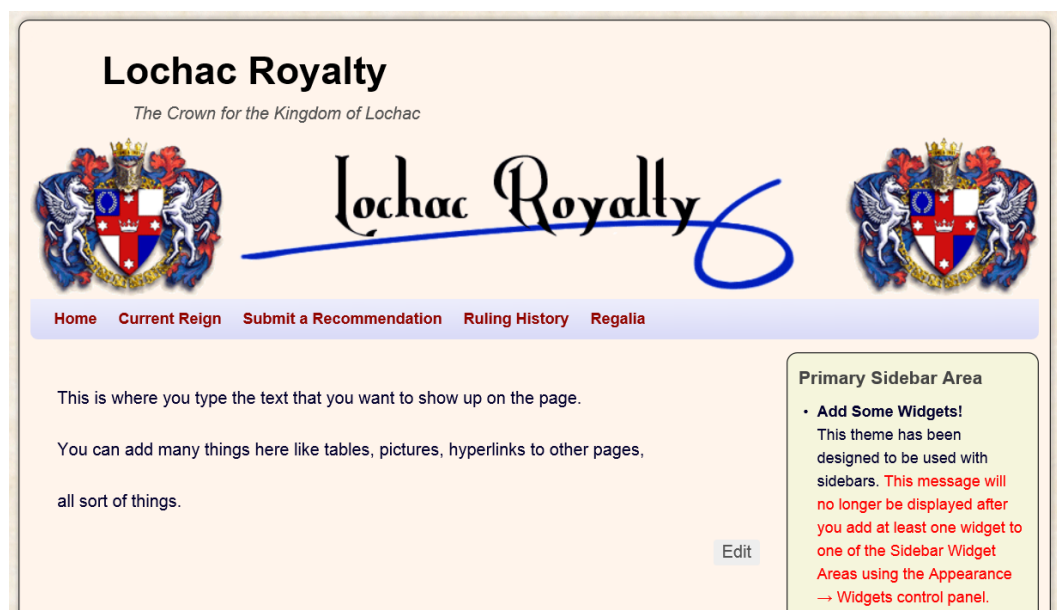 Lochac Royalty
The Crown for the Kingdom of Lochac
Lochac Royalty
Home Current Reign Submit a Recommendation Ruling History Regalia
This is where you type the text that you want to show up on the page.
You can add many things here like tables, pictures, hyperlinks to other pages,
all sort of things.
Edit
Primary Sidebar Area
• Add Some Widgets!
This theme has been
designed to be used with
sidebars. This message will
no longer be displayed after
you add at least one widget to
one of the Sidebar Widget
Areas using the Appearance
→ Widgets control panel.